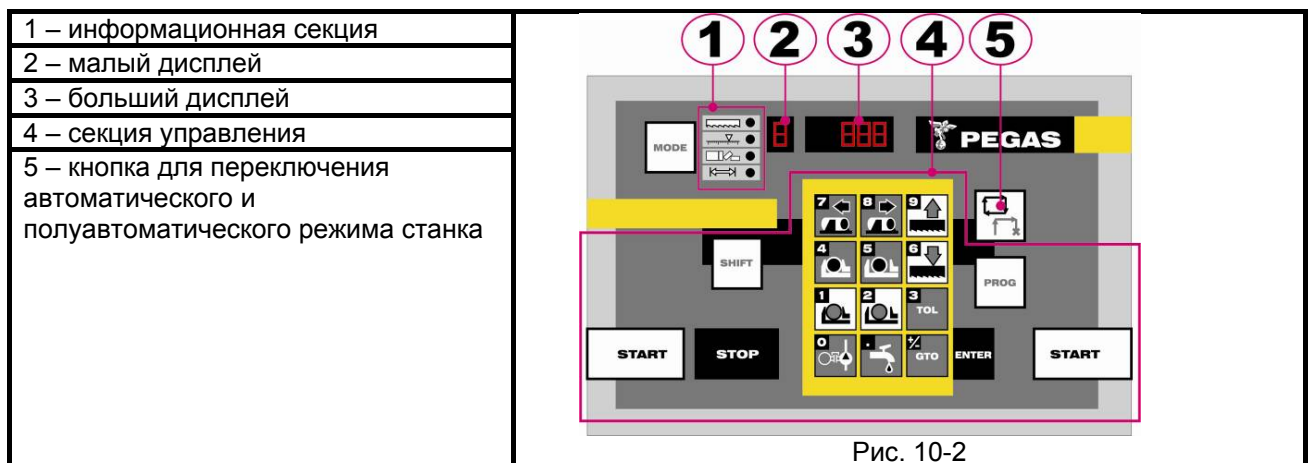 1 – информационная секция
2 – малый дисплей
3 – больший дисплей
4 – секция управления
5 – кнопка для переключения
автоматического и
полуавтоматического режима станка
1 2 3 4 5
MODE
8 888
PEGAS
7 8 9
SHIFT
4 5 6
PROG
1 2 3
TOL
START STOP
0 . +/-
GTO
ENTER START
Рис. 10-2